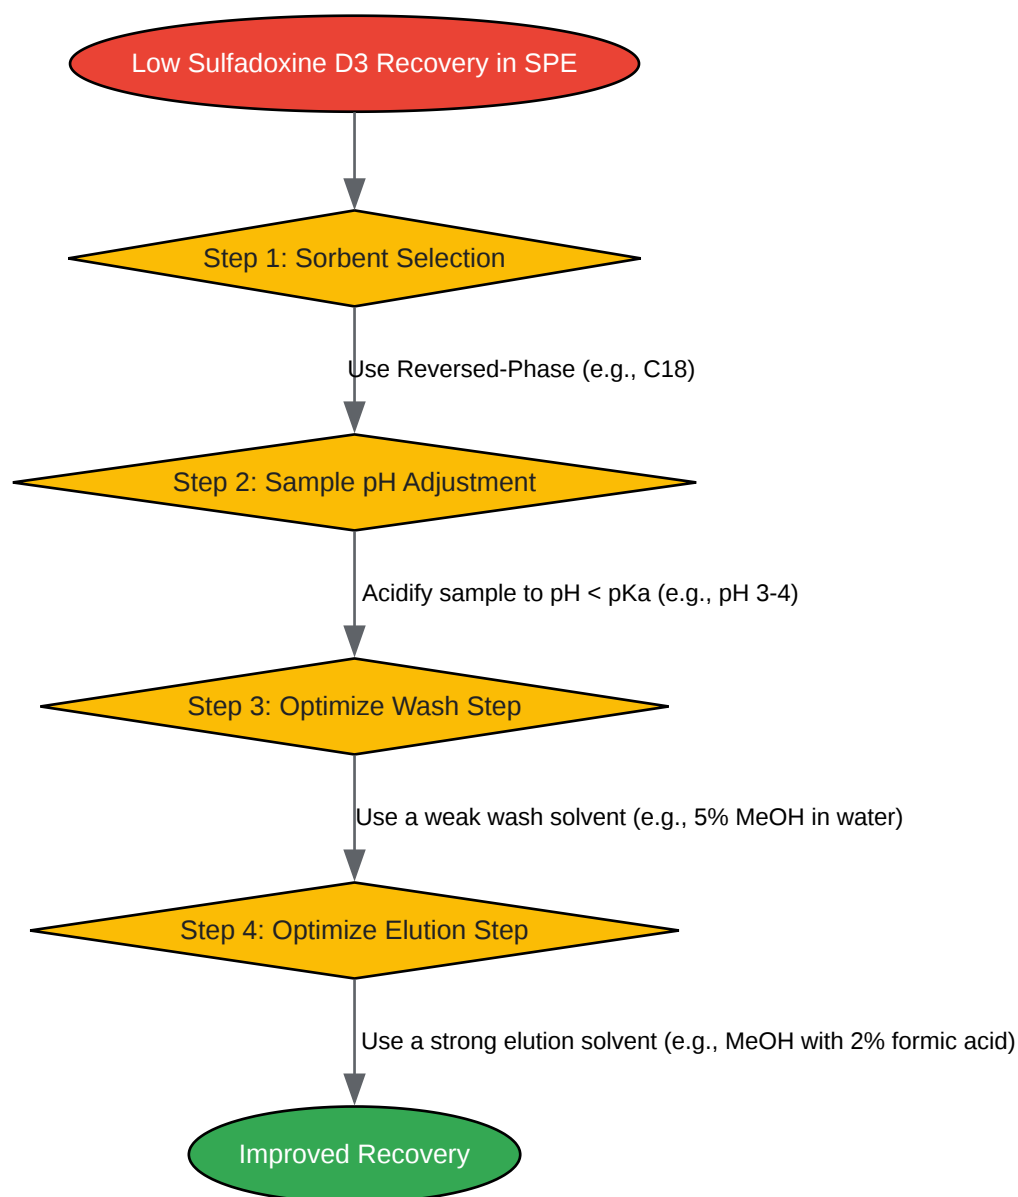 Low Sulfadoxine D3 Recovery in SPE
Step 1: Sorbent Selection
Use Reversed-Phase (e.g., C18)
Step 2: Sample pH Adjustment
Acidify sample to pH < pKa (e.g., pH 3-4)
Step 3: Optimize Wash Step
Use a weak wash solvent (e.g., 5% MeOH in water)
Step 4: Optimize Elution Step
Use a strong elution solvent (e.g., MeOH with 2% formic acid)
Improved Recovery